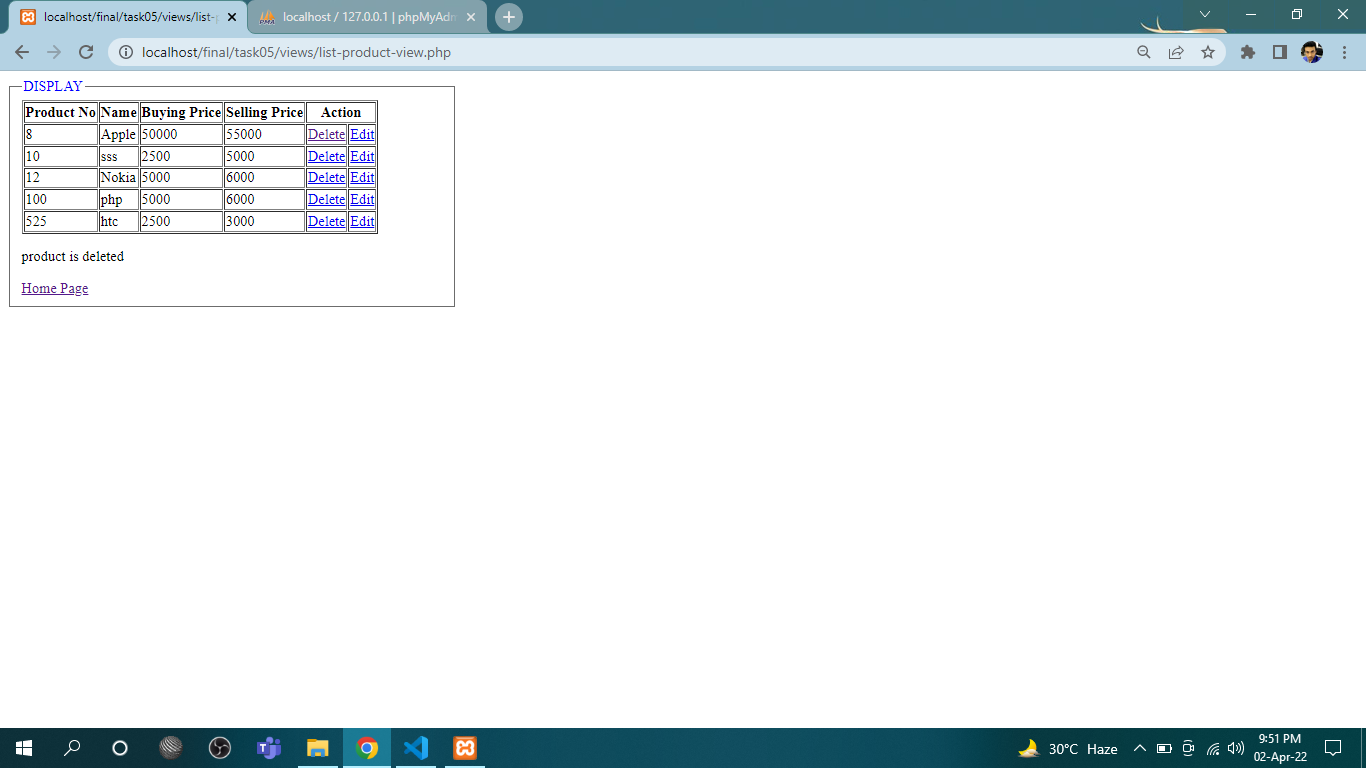 localhost/final/task05/views/list-p
localhost / 127.0.0.1 | phpMyAdm
localhost/final/task05/views/list-product-view.php
DISPLAY
Product No Name Buying Price Selling Price Action
8 Apple 50000 55000 Delete Edit
10 sss 2500 5000 Delete Edit
12 Nokia 5000 6000 Delete Edit
100 php 5000 6000 Delete Edit
525 htc 2500 3000 Delete Edit
product is deleted
Home Page
30°C Haze
9:51 PM
02-Apr-22